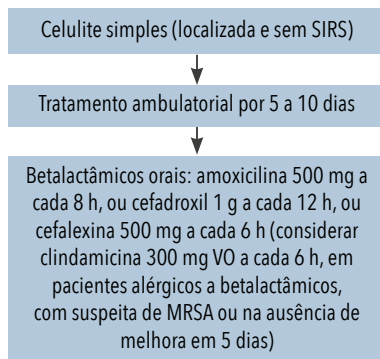 Celulite simples (localizada e sem SIRS)
Tratamento ambulatorial por 5 a 10 dias
Betalactâmicos orais: amoxicilina 500 mg a
cada 8 h, ou cefadroxil 1 g a cada 12 h, ou
cefalexina 500 mg a cada 6 h (considerar
clindamicina 300 mg VO a cada 6 h, em
pacientes alérgicos a betalactâmicos,
com suspeita de MRSA ou na ausência de
melhora em 5 dias)